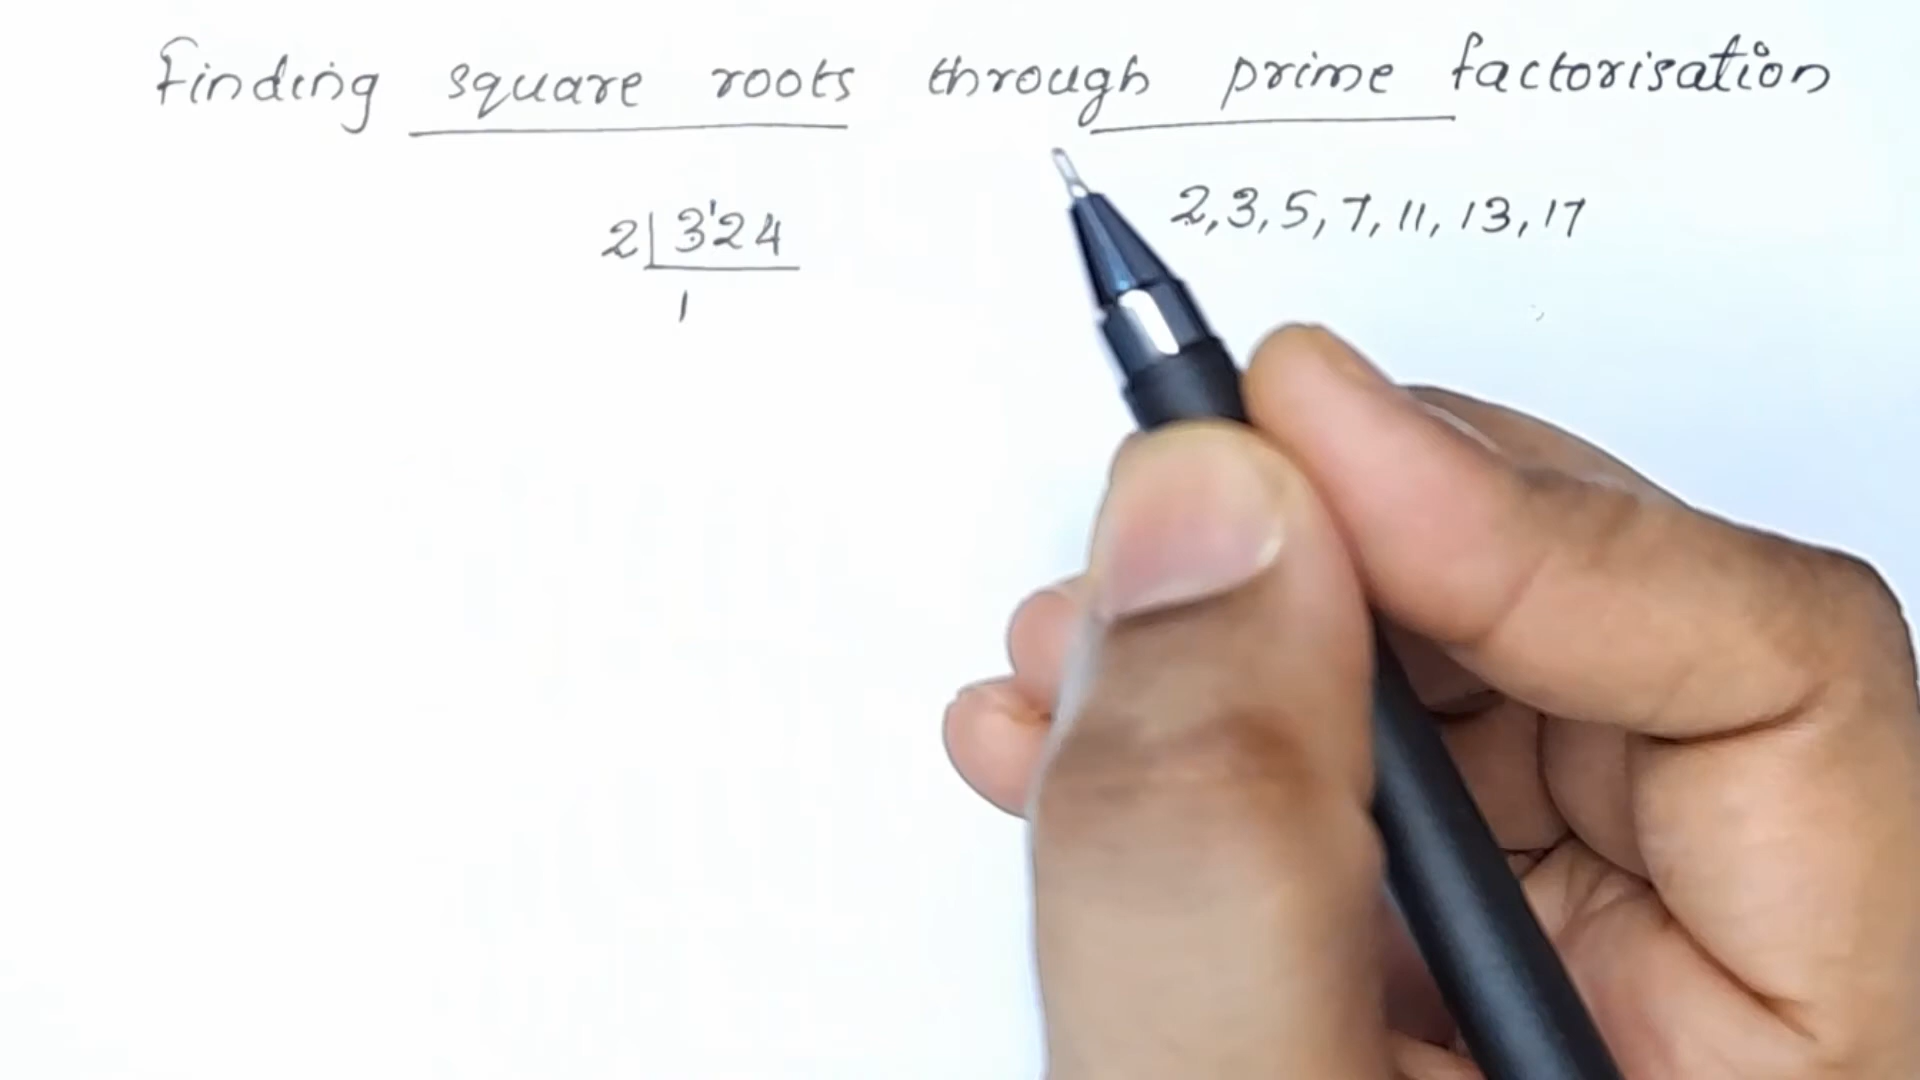 Finding square roots through prime factorisation
2, 3, 5, 7, 11, 13, 17
2 | 3'24
1